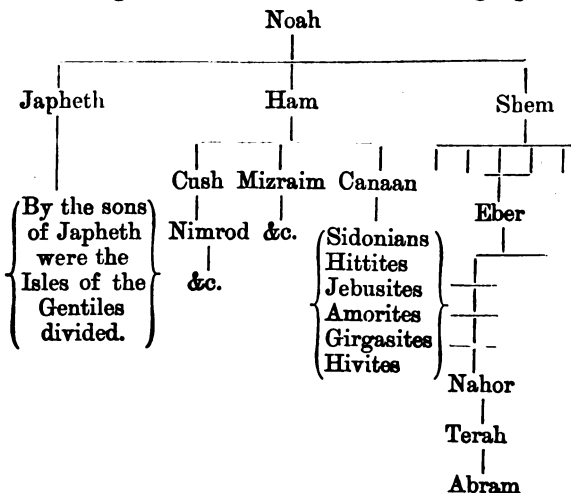 Noah
Japheth Ham Shem
Cush Mizraim Canaan
By the sons
of Japheth
were the
Isles of the
Gentiles
divided.
Nimrod &c.
&c.
Sidonians
Hittites
Jebusites
Amorites
Girgasites
Hivites
Eber
Nahor
Terah
Abram